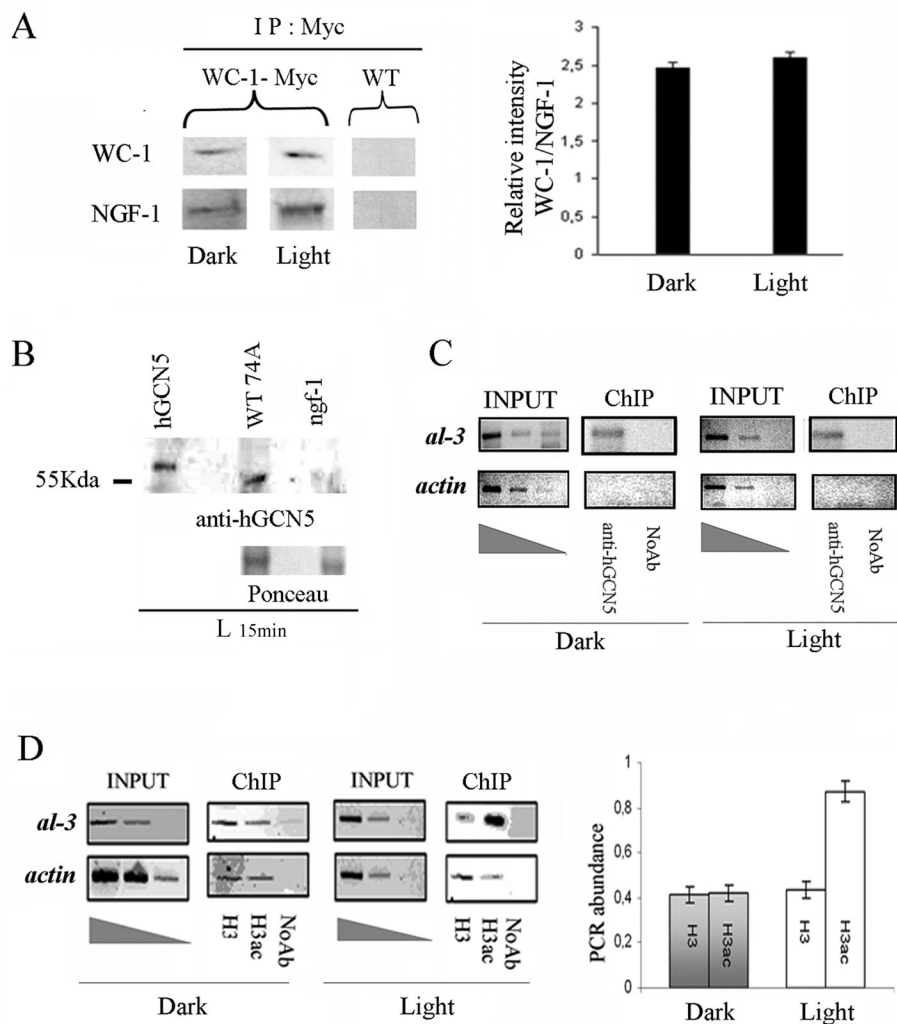 A
I P : Myc
WC-1- Myc
WT
WC-1
NGF-1
Dark
Light
Relative intensity
WC-1/NGF-1
3
2,5
2
1.5
1
0,5
0
Dark
Light
B
hGCN5
WT 74A
ngf-1
55Kda
anti-hGCN5
Ponceau
L 15min
C
INPUT
ChIP
INPUT
ChIP
al-3
actin
anti-hGCN5
NoAb
anti-hGCN5
NoAb
Dark
Light
D
INPUT
ChIP
INPUT
ChIP
al-3
actin
H3
H3ac
NoAb
H3
H3ac
NoAb
Dark
Light
PCR abundance
1
0,8
0,6
0,4
0,2
0
H3
H3ac
H3
H3ac
Dark
Light